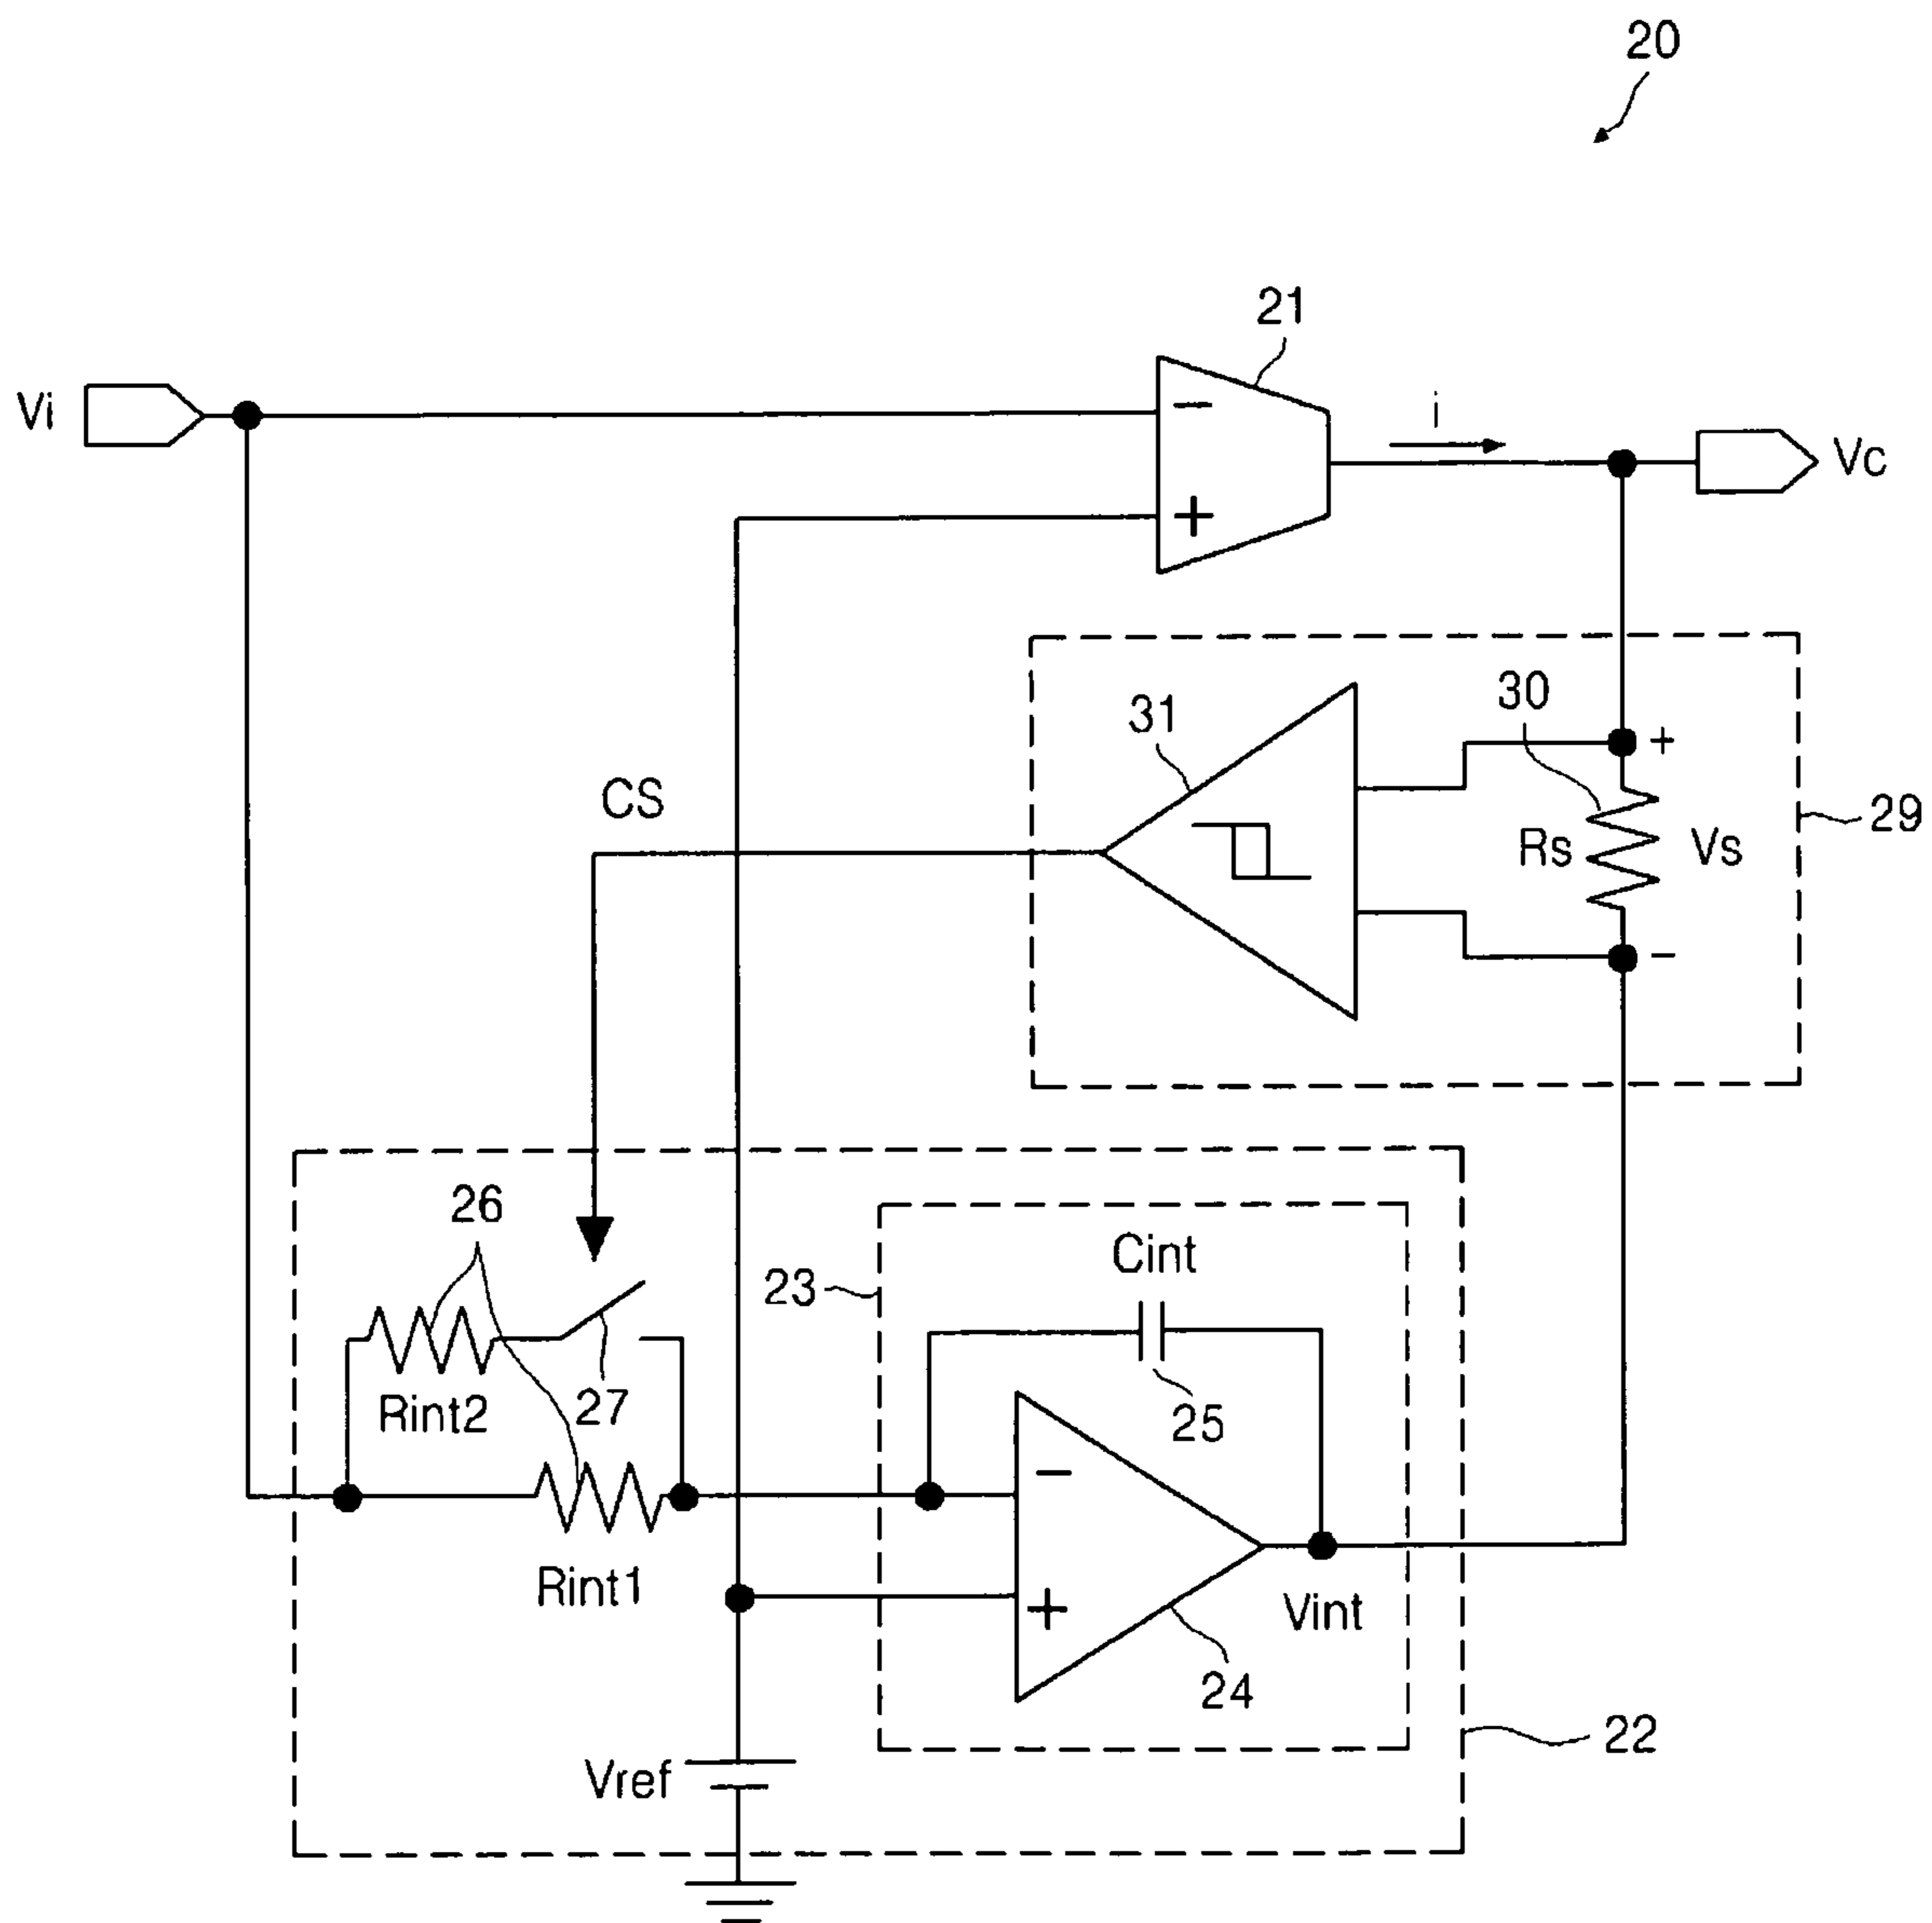 20
21
Vi
−
i
Vc
+
30
31
+
CS
29
Rs
Vs
−
26
Cint
23
27
25
Rint2
−
Rint1
+
Vint
24
22
Vref